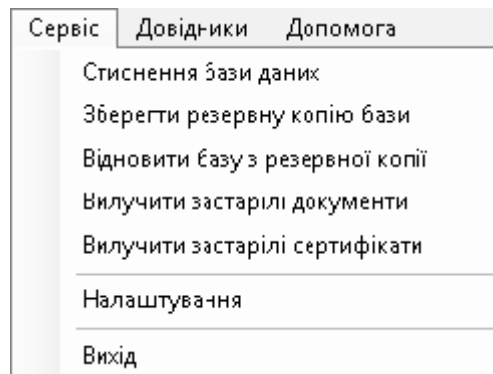 Сервіс Довідники Допомога
Стиснення бази даних
Зберегти резервну копію бази
Відновити базу з резервної копії
Вилучити застарілі документи
Вилучити застарілі сертифікати
Налаштування
Вихід